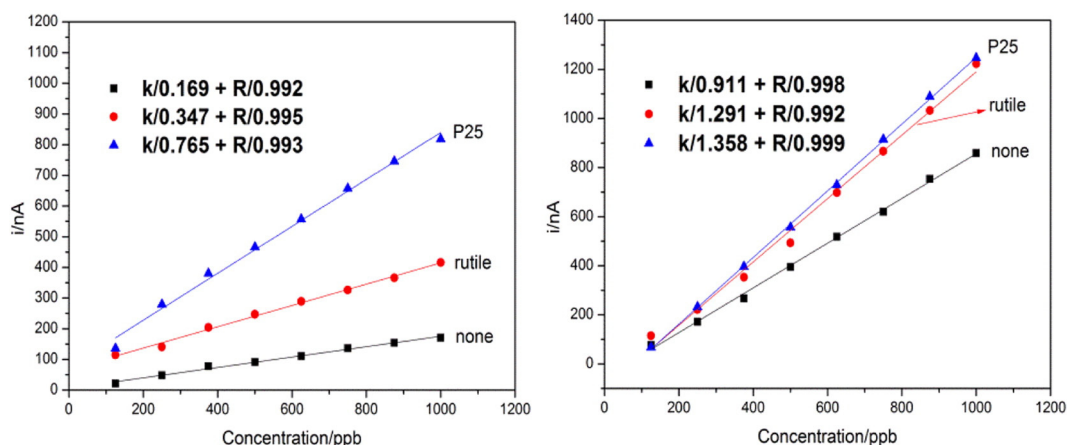 1200
1100
1000
900
800
700
600
500
400
300
200
100
0
i/nA
k/0.169 + R/0.992
k/0.347 + R/0.995
k/0.765 + R/0.993
P25
rutile
none
0 200 400 600 800 1000 1200
Concentration/ppb
1400
1200
1000
800
600
400
200
0
i/nA
k/0.911 + R/0.998
k/1.291 + R/0.992
k/1.358 + R/0.999
P25
rutile
none
0 200 400 600 800 1000 1200
Concentration/ppb